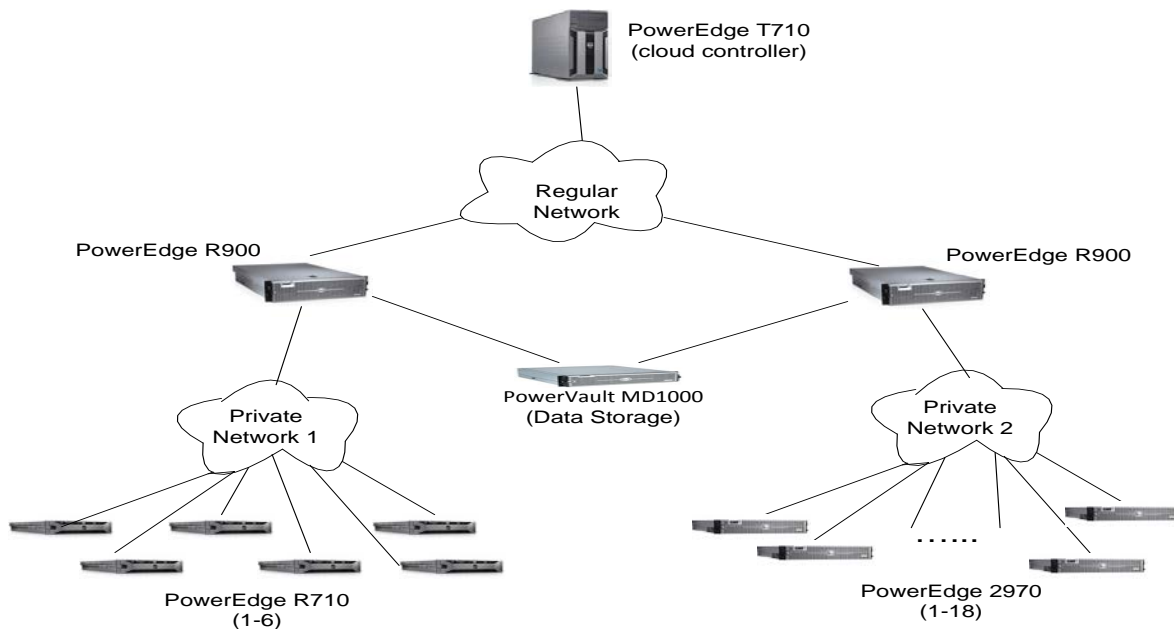 PowerEdge T710
(cloud controller)
Regular
Network
PowerEdge R900
PowerEdge R900
PowerVault MD1000
(Data Storage)
Private
Network 1
Private
Network 2
......
PowerEdge R710
(1-6)
PowerEdge 2970
(1-18)